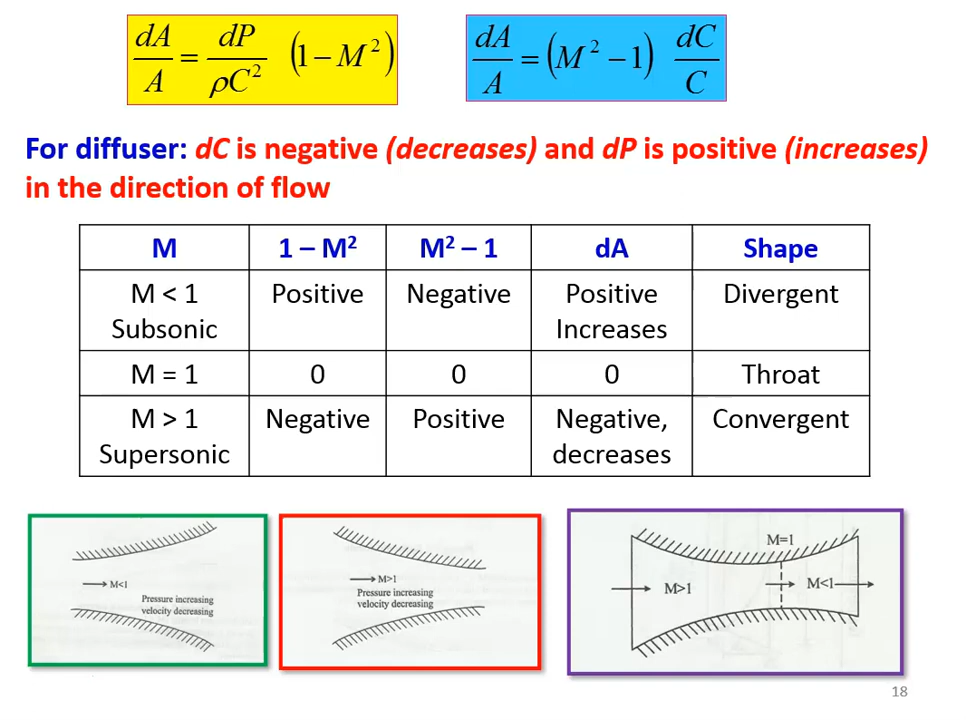 dA/A = dP/ρC² (1 − M²)
dA/A = (M² − 1) dC/C
For diffuser: dC is negative (decreases) and dP is positive (increases)
in the direction of flow
M 1 – M² M² – 1 dA Shape
M < 1 Positive Negative Positive Divergent
Subsonic Increases
M = 1 0 0 0 Throat
M > 1 Negative Positive Negative, Convergent
Supersonic decreases
M<1
Pressure increasing
velocity decreasing
M>1
Pressure increasing
velocity decreasing
M=1
M>1 M<1
18